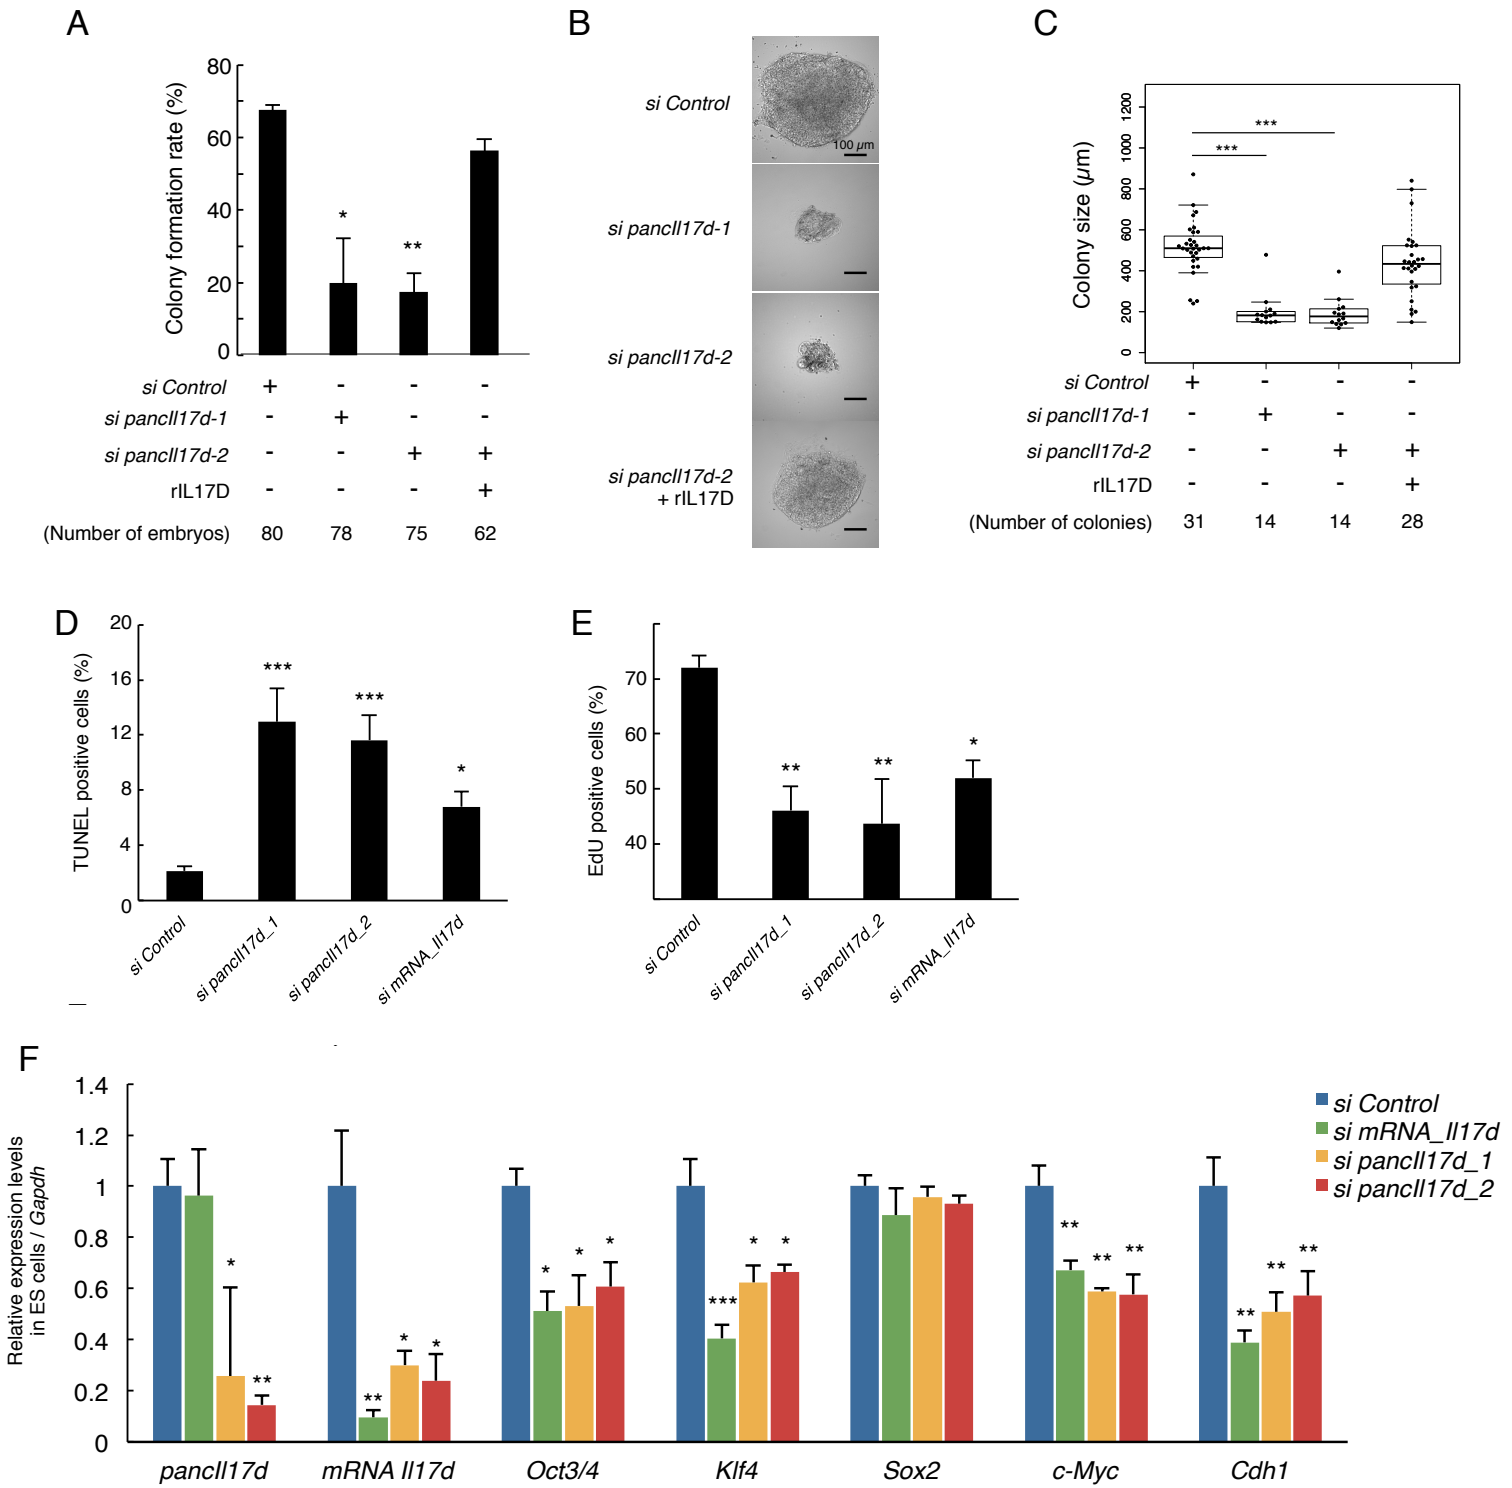 A
B
C
80
60
40
20
0
Colony formation rate (%)
*
**
si Control + - - -
si pancIl17d-1 - + - -
si pancIl17d-2 - - + +
rIL17D - - - +
(Number of embryos) 80 78 75 62
si Control
100 µm
si pancIl17d-1
si pancIl17d-2
si pancIl17d-2
+ rIL17D
1200
1000
800
600
400
200
0
Colony size (µm)
***
***
si Control + - - -
si pancIl17d-1 - + - -
si pancIl17d-2 - - + +
rIL17D - - - +
(Number of colonies) 31 14 14 28
D
20
16
12
8
4
0
TUNEL positive cells (%)
***
***
*
si Control
si pancIl17d_1
si pancIl17d_2
si mRNA_Il17d
E
70
60
50
40
EdU positive cells (%)
**
**
*
si Control
si pancIl17d_1
si pancIl17d_2
si mRNA_Il17d
F
1.4
1.2
1
0.8
0.6
0.4
0.2
0
Relative expression levels
in ES cells / Gapdh
* **
** * *
* * *
*** * *
** ** **
** ** **
si Control
si mRNA_Il17d
si pancIl17d_1
si pancIl17d_2
pancIl17d mRNA Il17d Oct3/4 Klf4 Sox2 c-Myc Cdh1